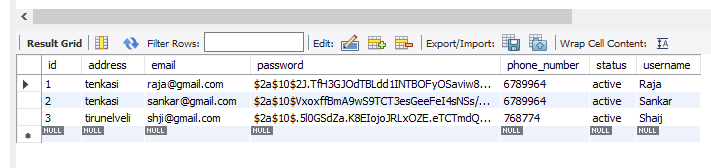 Result Grid Filter Rows: Edit: Export/Import: Wrap Cell Content:
id address email password phone_number status username
1 tenkasi raja@gmail.com $2a$10$2J.TfH3GJOdTBLdd1INTBOFyOSaviw8... 6789964 active Raja
2 tenkasi sankar@gmail.com $2a$10$VxoxffBmA9wS9TCT3esGeeFeI4sNSs/... 6789964 active Sankar
3 tirunelveli shji@gmail.com $2a$10$.5l0GSdZa.K8EIojoJRLxOZE.eTCTmdQ... 768774 active Shaij
NULL NULL NULL NULL NULL NULL NULL